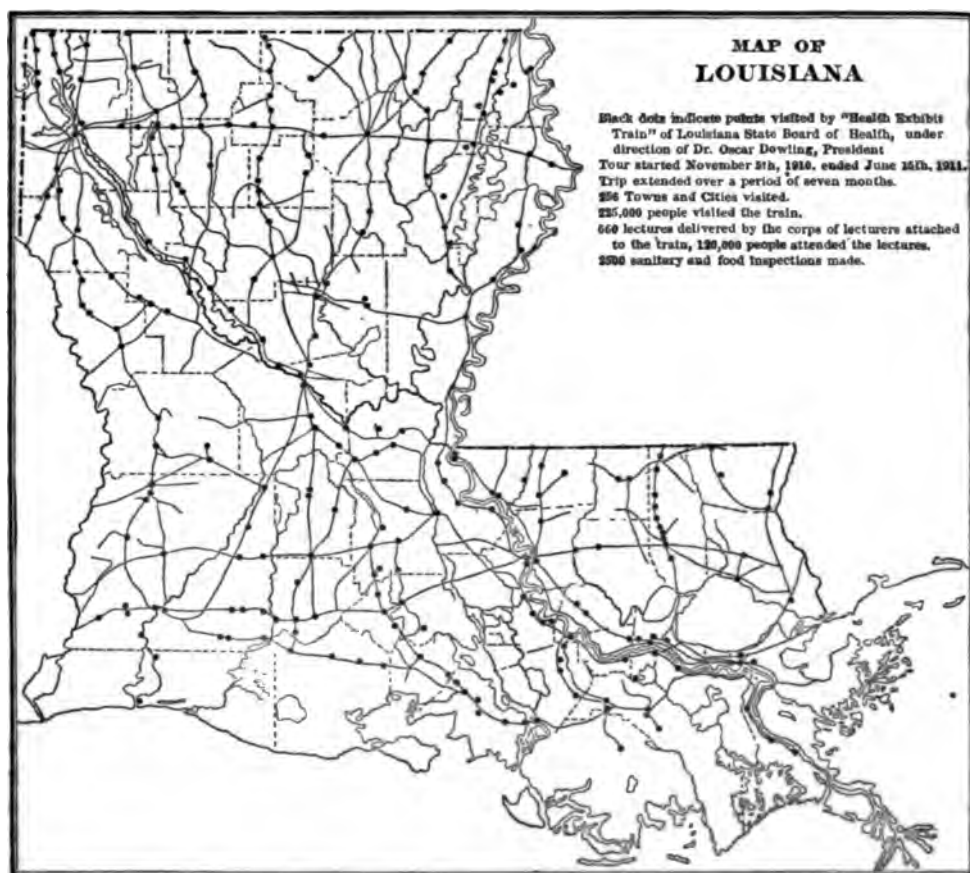 MAP OF
LOUISIANA
Black dots indicate points visited by "Health Exhibit
Train" of Louisiana State Board of Health, under
direction of Dr. Oscar Dowling, President
Tour started November 5th, 1910, ended June 15th, 1911.
Trip extended over a period of seven months.
256 Towns and Cities visited.
225,000 people visited the train.
660 lectures delivered by the corps of lecturers attached
to the train, 120,000 people attended the lectures.
2500 sanitary and food inspections made.